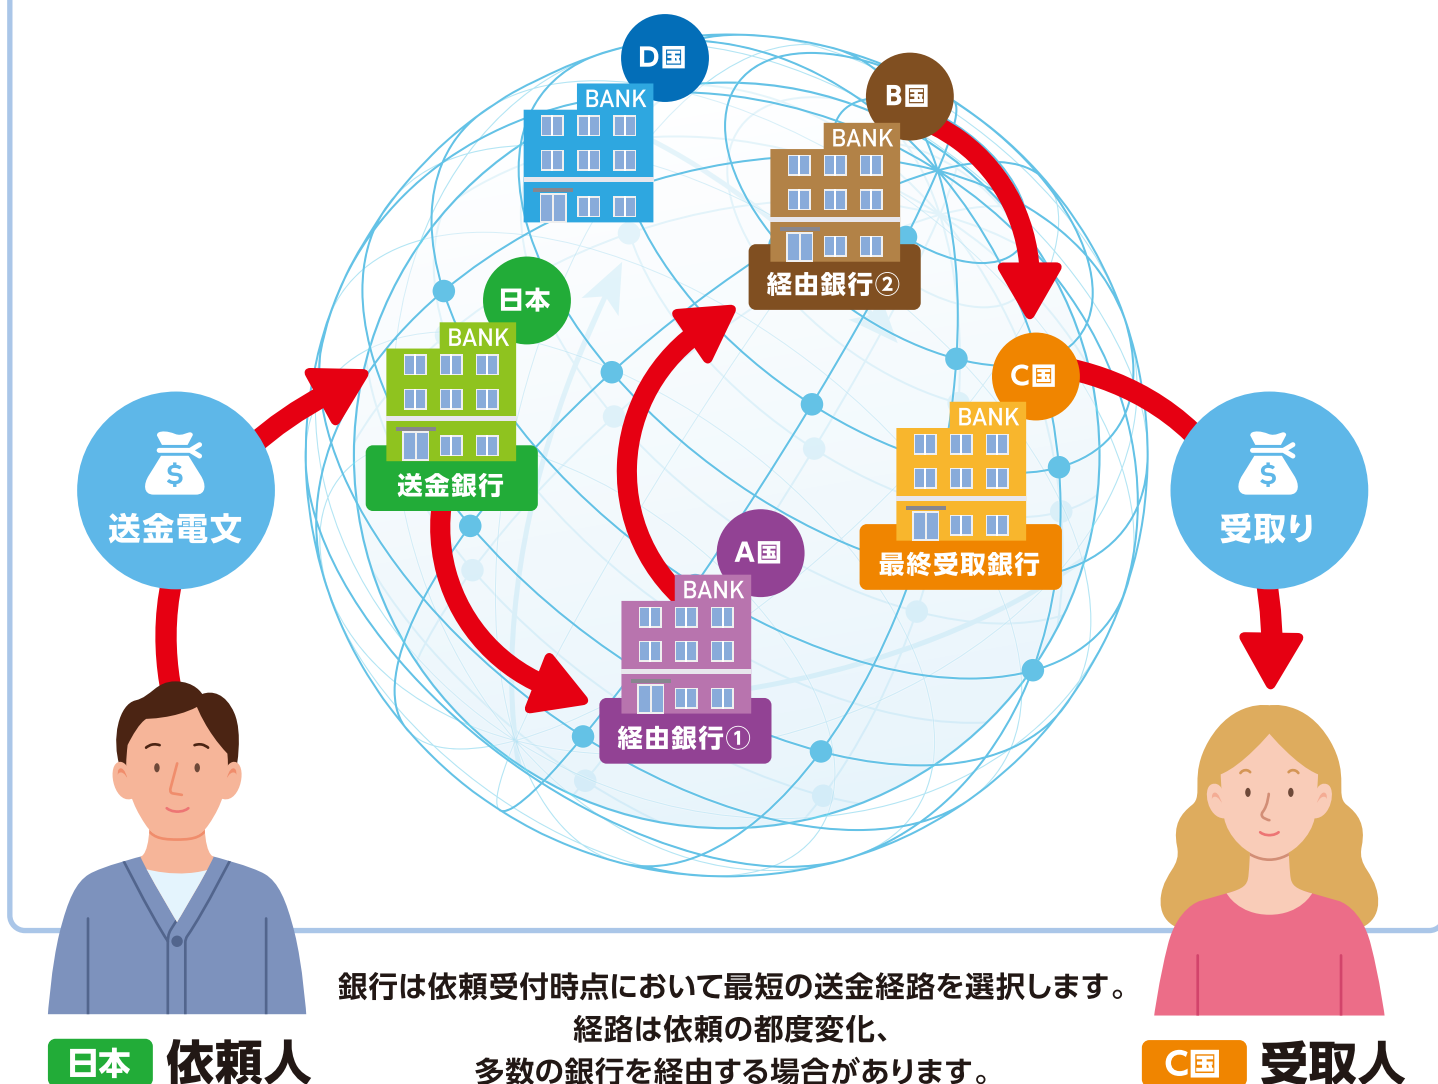 D国
BANK
B国
BANK
経由銀行②
日本
BANK
送金銀行
C国
BANK
最終受取銀行
送金電文
$
受取り
$
A国
BANK
経由銀行①
銀行は依頼受付時点において最短の送金経路を選択します。
経路は依頼の都度変化、
多数の銀行を経由する場合があります。
日本 依頼人
C国 受取人